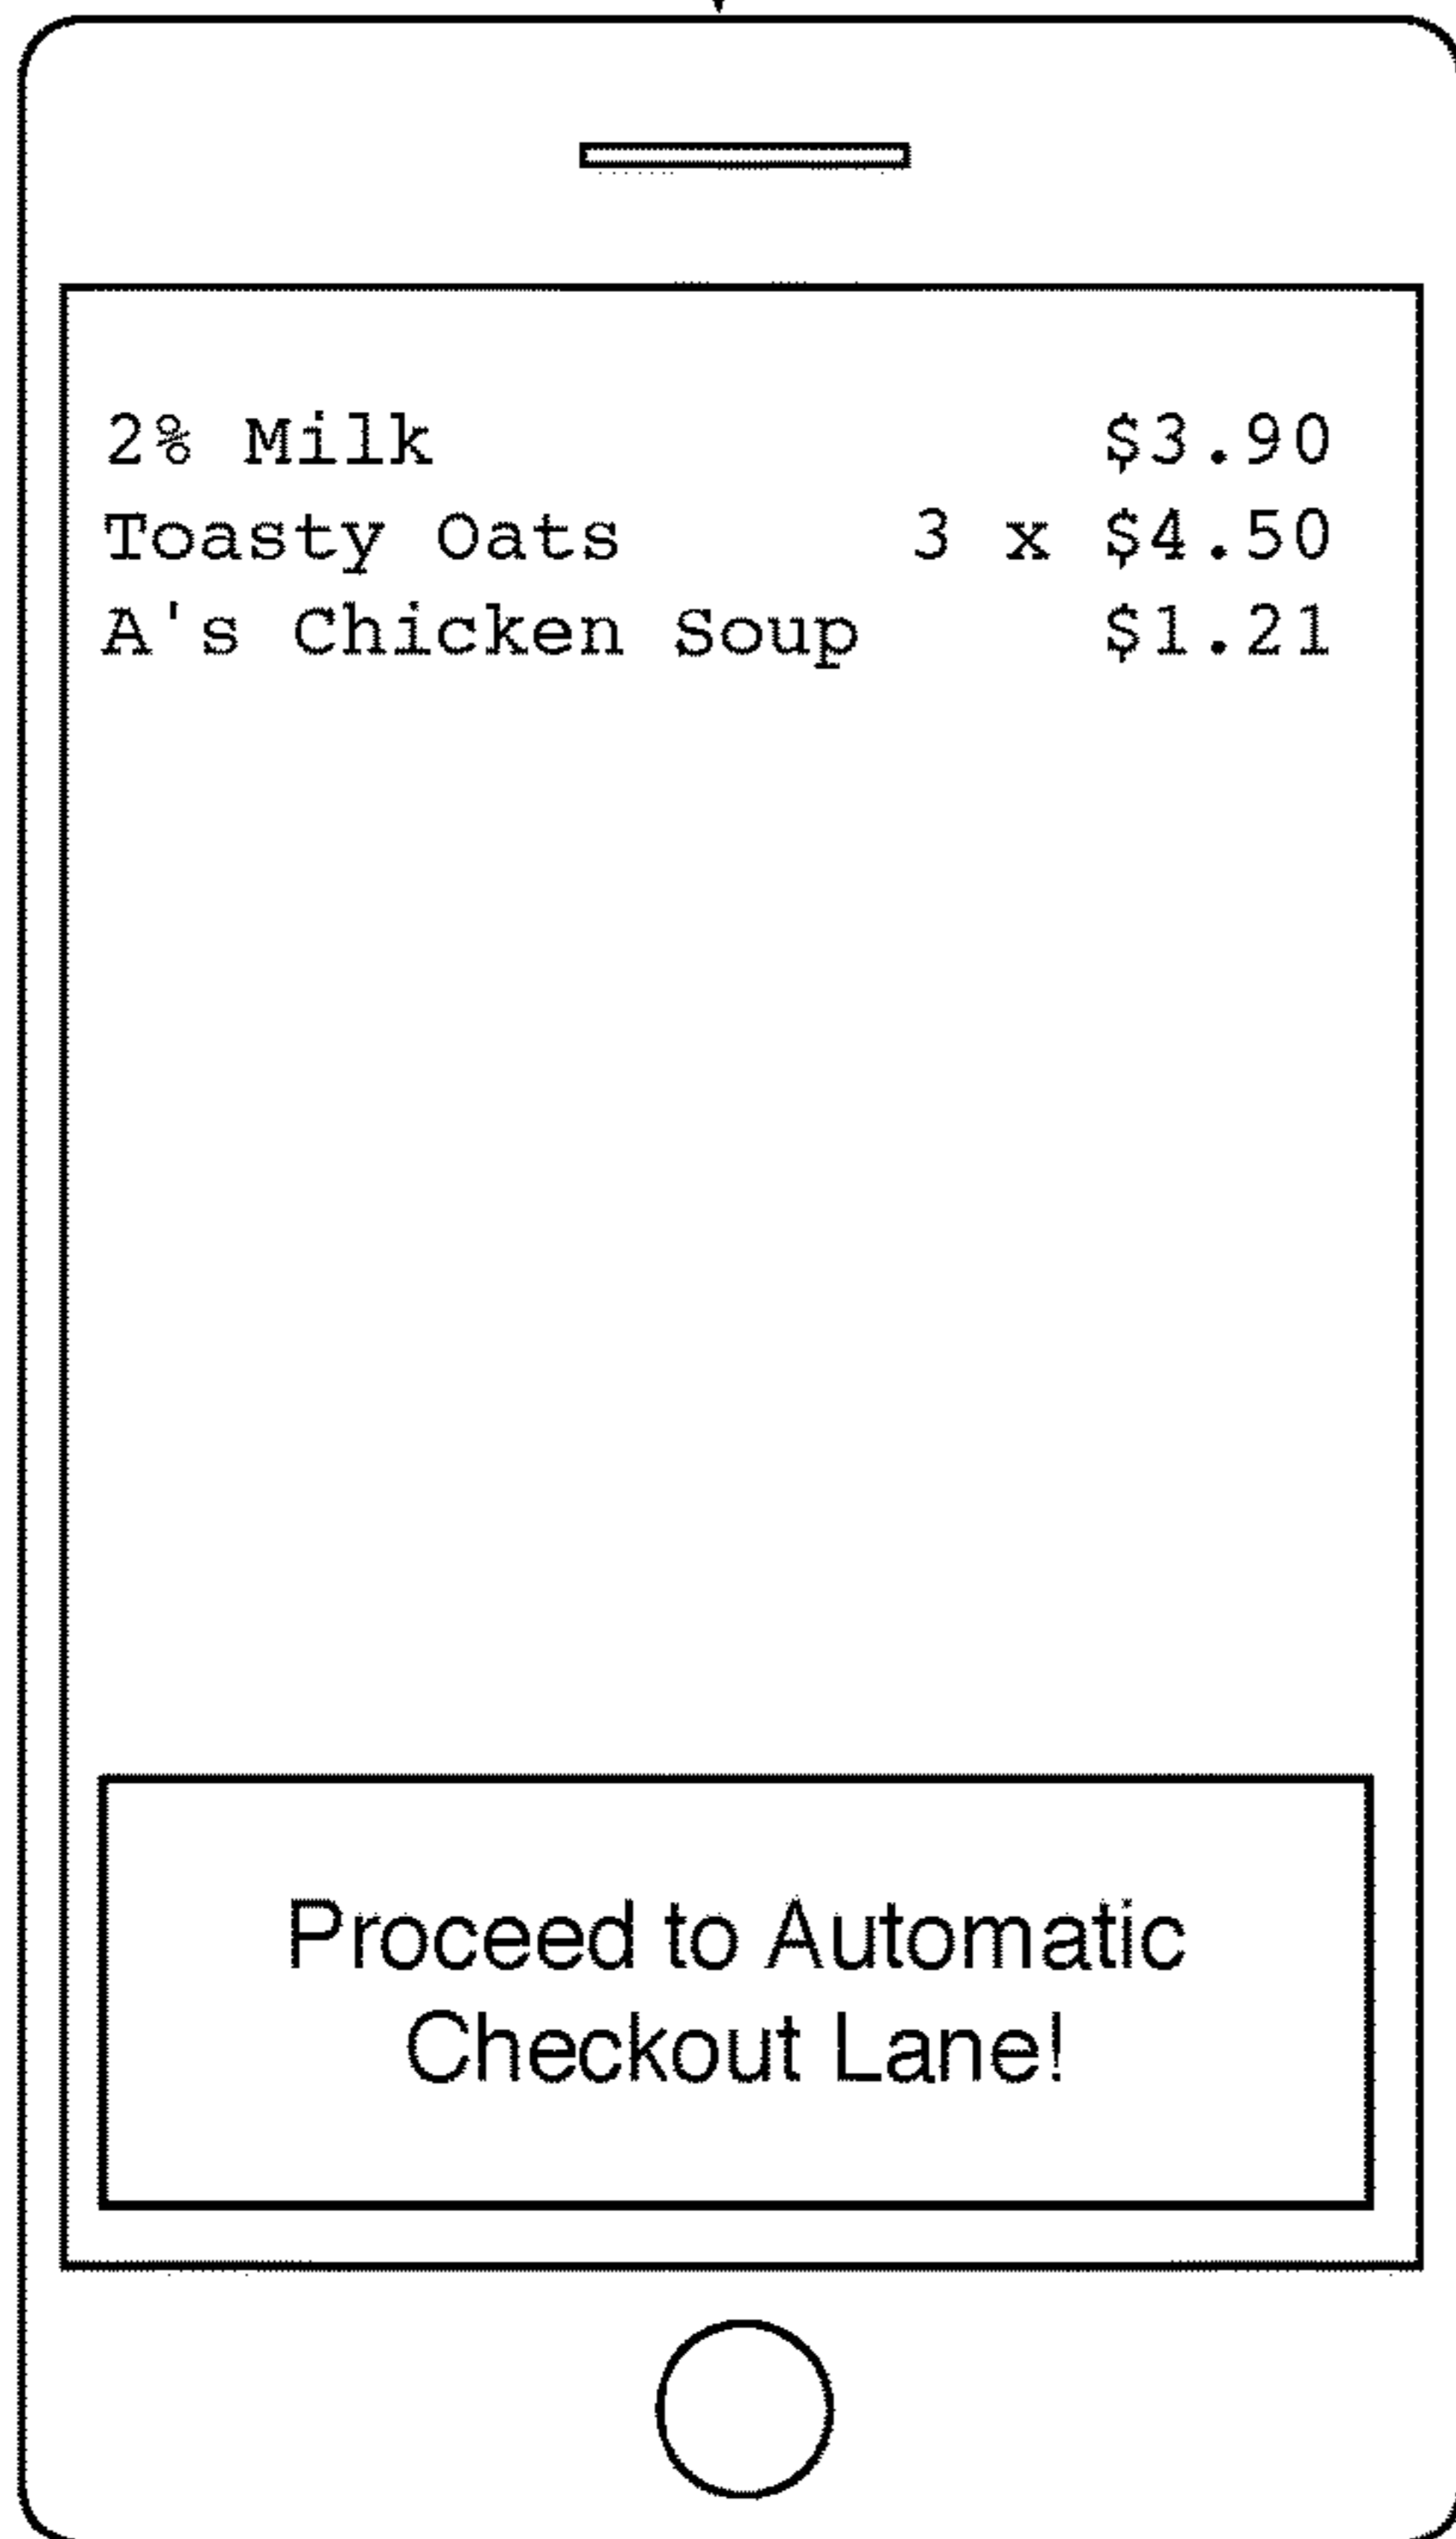 2% Milk $3.90
Toasty Oats 3 x $4.50
A's Chicken Soup $1.21
Proceed to Automatic
Checkout Lane!